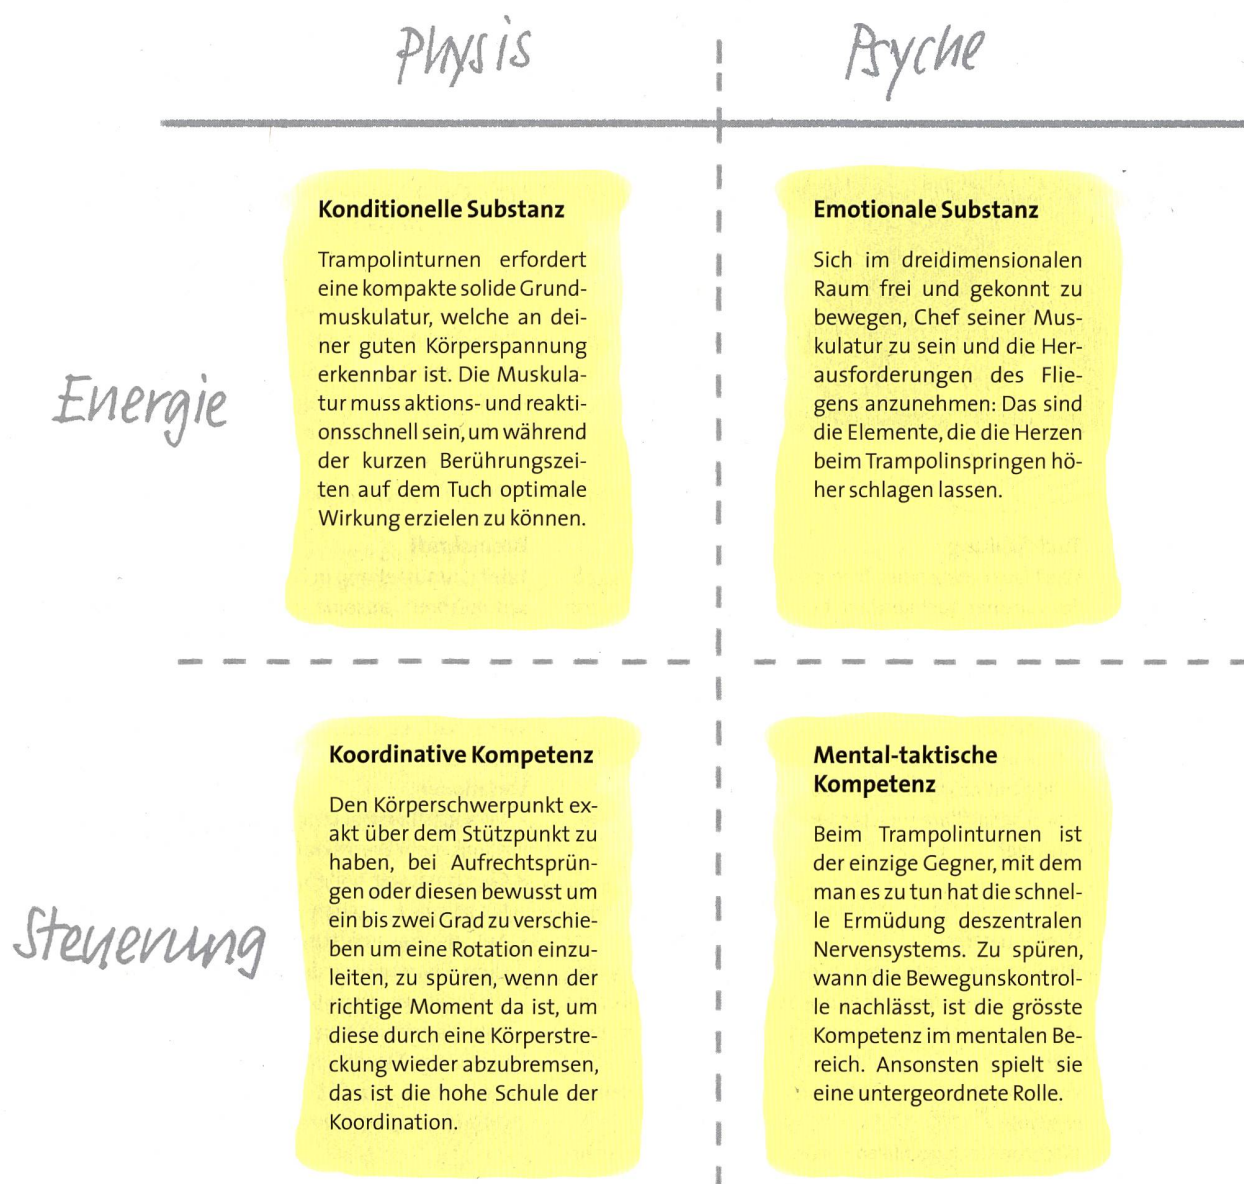 Physis
Psyche
Energie
Konditionelle Substanz
Trampolinturnen erfordert
eine kompakte solide Grund-
muskulatur, welche an dei-
ner guten Körperspannung
erkennbar ist. Die Muskula-
tur muss aktions- und reakti-
onsschnell sein, um während
der kurzen Berührungszei-
ten auf dem Tuch optimale
Wirkung erzielen zu können.
Emotionale Substanz
Sich im dreidimensionalen
Raum frei und gekonnt zu
bewegen, Chef seiner Mus-
kulatur zu sein und die Her-
ausforderungen des Flie-
gens anzunehmen: Das sind
die Elemente, die die Herzen
beim Trampolinspringen hö-
her schlagen lassen.
Steuerung
Koordinative Kompetenz
Den Körperschwerpunkt ex-
akt über dem Stützpunkt zu
haben, bei Aufrechtsprün-
gen oder diesen bewusst um
ein bis zwei Grad zu verschie-
ben um eine Rotation einzu-
leiten, zu spüren, wenn der
richtige Moment da ist, um
diese durch eine Körperstre-
ckung wieder abzubremsen,
das ist die hohe Schule der
Koordination.
Mental-taktische
Kompetenz
Beim Trampolinturnen ist
der einzige Gegner, mit dem
man es zu tun hat die schnel-
le Ermüdung deszentralen
Nervensystems. Zu spüren,
wann die Bewegunskontrol-
le nachlässt, ist die grösste
Kompetenz im mentalen Be-
reich. Ansonsten spielt sie
eine untergeordnete Rolle.